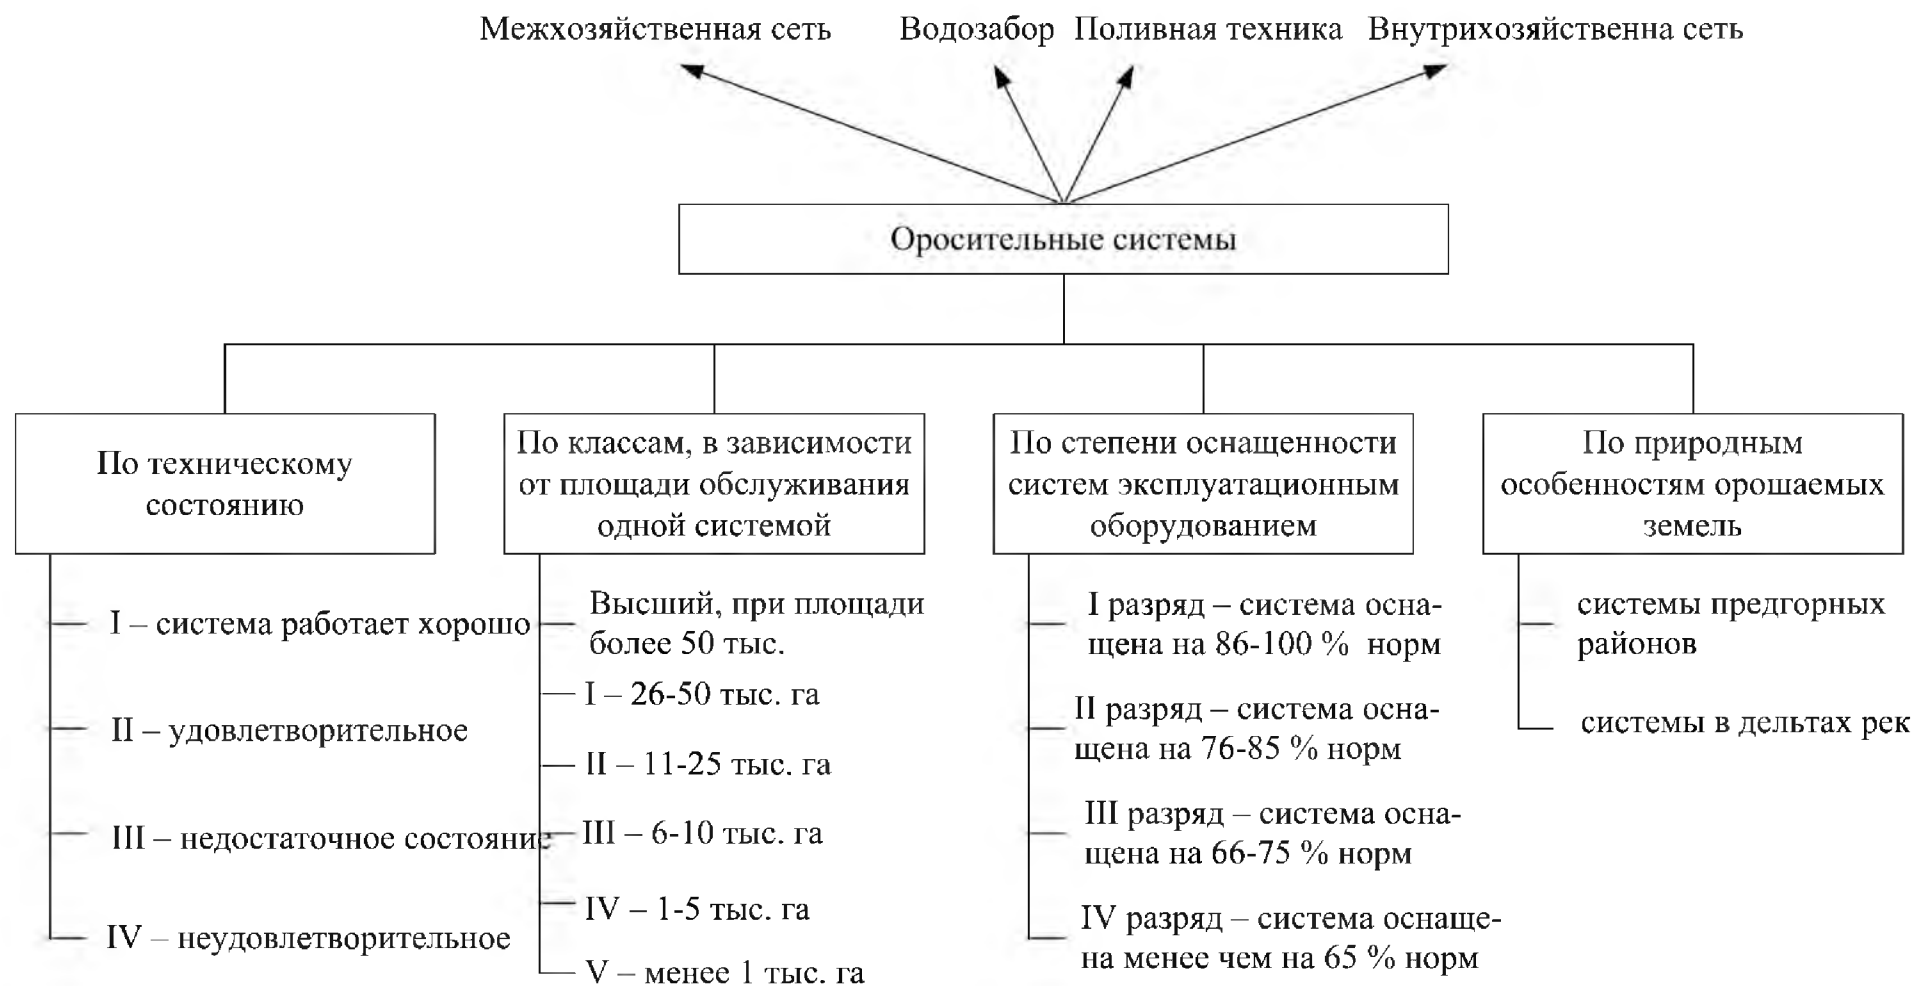 Межхозяйственная сеть
Водозабор
Поливная техника
Внутрихозяйственна сеть
Оросительные системы
По техническому
состоянию
I – система работает хорошо
II – удовлетворительное
III – недостаточное состояние
IV – неудовлетворительное
По классам, в зависимости
от площади обслуживания
одной системой
Высший, при площади
более 50 тыс.
I – 26-50 тыс. га
II – 11-25 тыс. га
III – 6-10 тыс. га
IV – 1-5 тыс. га
V – менее 1 тыс. га
По степени оснащенности
систем эксплуатационным
оборудованием
I разряд – система осна-
щена на 86-100 % норм
II разряд – система осна-
щена на 76-85 % норм
III разряд – система осна-
щена на 66-75 % норм
IV разряд – система оснаще-
на менее чем на 65 % норм
По природным
особенностям орошаемых
земель
системы предгорных
районов
системы в дельтах рек